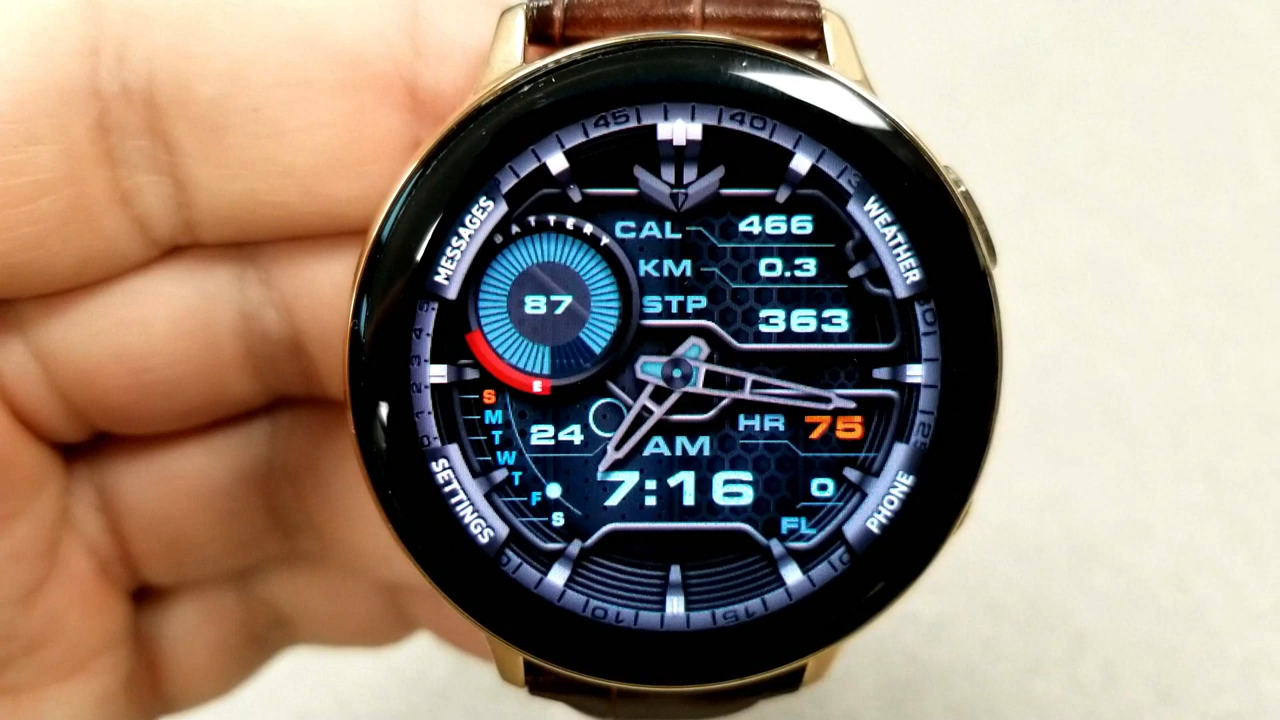 45
40
MESSAGES
WEATHER
BATTERY
CAL 466
KM 0.3
STP 363
87
E
S
M
T
W
T
F
S
24
HR 75
AM
7:16
0
FL
SETTINGS
PHONE
10
15
25